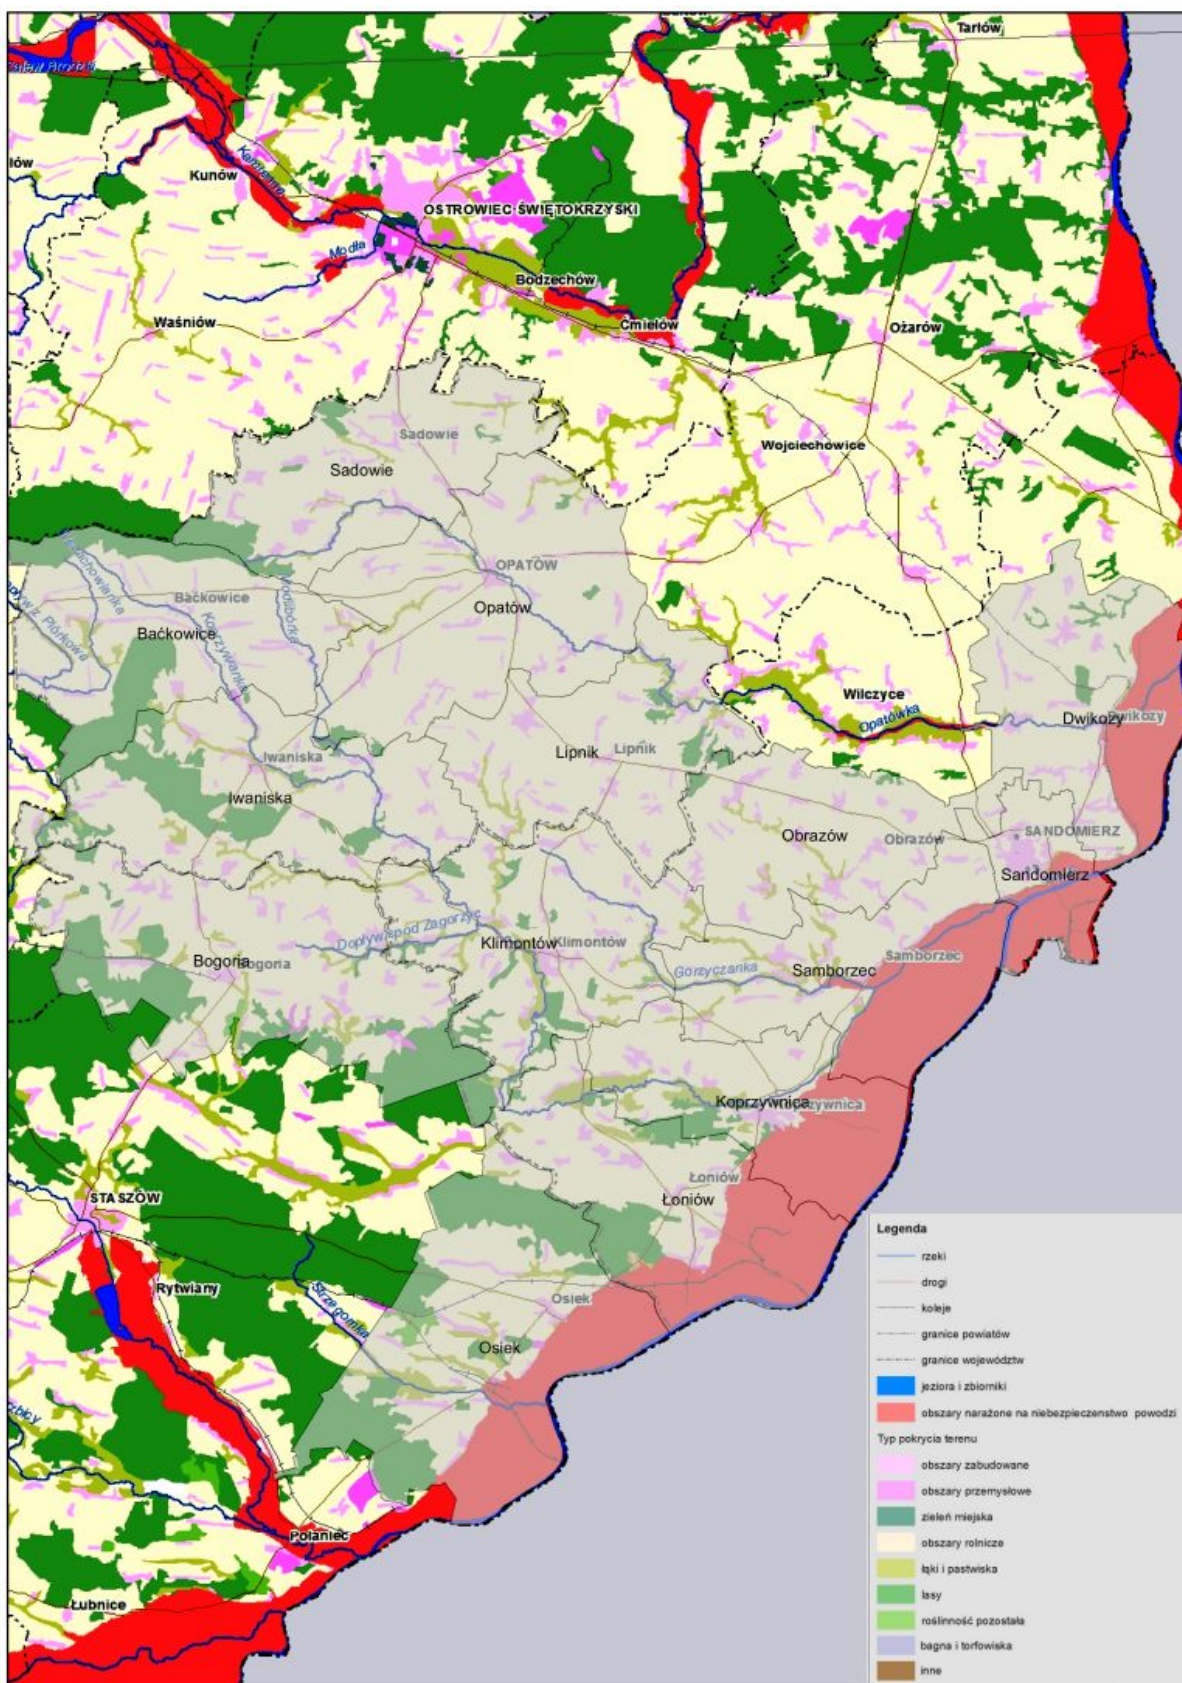 Tarłów
Kunów
Kamienna
OSTROWIEC ŚWIĘTOKRZYSKI
Modła
Bodzechów
Waśniów
Ćmielów
Ożarów
Sadowie
Wojciechowice
Sadowie
OPATÓW
Baćkowice
Opatów
Modlibórka
Koprzywianka
Baćkowice
Wilczyce
Opatówka
Dwikozy
Dwikozy
Lipnik
Lipnik
Iwaniska
Iwaniska
Obrazów
Obrazów
SANDOMIERZ
Sandomierz
Dopływ spod Zagorzyc
Klimontów
Klimontów
Bogoria
Bogoria
Samborzec
Gorzyczanka
Samborzec
Koprzywnica
Łoniów
STASZÓW
Łoniów
Rytwiany
Strzegomka
Osiek
Osiek
Połaniec
Łubnice
Legenda
rzeki
drogi
koleje
granice powiatów
granice województw
jeziora i zbiorniki
obszary narażone na niebezpieczenstwo powodzi
Typ pokrycia terenu
obszary zabudowane
obszary przemysłowe
zieleń miejska
obszary rolnicze
łąki i pastwiska
lasy
roślinność pozostała
bagna i torfowiska
inne